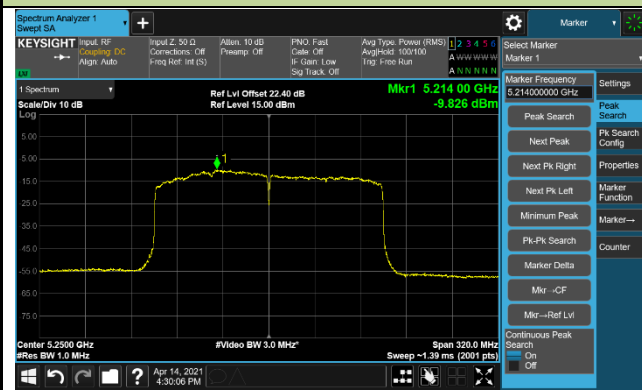 Spectrum Analyzer 1
Swept SA
Marker
KEYSIGHT
Input: RF
Coupling: DC
Align: Auto
Input Z: 50 Ω
Corrections: Off
Freq Ref: Int (S)
Atten: 10 dB
Preamp: Off
PNO: Fast
Gate: Off
IF Gain: Low
Sig Track: Off
Avg Type: Power (RMS)
Avg|Hold: 100/100
Trig: Free Run
1 2 3 4 5 6
A W W W W W
A N N N N N
LXI
Select Marker
Marker 1
Marker Frequency
5.214000000 GHz
Settings
Peak Search
Next Peak
Next Pk Right
Next Pk Left
Minimum Peak
Pk-Pk Search
Marker Delta
Mkr→CF
Mkr→Ref Lvl
Continuous Peak
Search
On
Off
Peak
Search
Pk Search
Config
Properties
Marker
Function
Marker→
Counter
1 Spectrum
Scale/Div 10 dB
Log
Ref Lvl Offset 22.40 dB
Ref Level 15.00 dBm
Mkr1 5.214 00 GHz
-9.826 dBm
5.00
-5.00
-15.0
-25.0
-35.0
-45.0
-55.0
-65.0
-75.0
1
Center 5.2500 GHz
#Res BW 1.0 MHz
#Video BW 3.0 MHz*
Span 320.0 MHz
Sweep ~1.39 ms (2001 pts)
?
Apr 14, 2021
4:30:06 PM